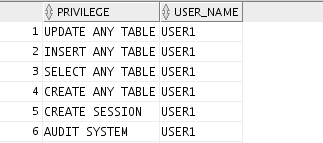 PRIVILEGE USER_NAME
1 UPDATE ANY TABLE USER1
2 INSERT ANY TABLE USER1
3 SELECT ANY TABLE USER1
4 CREATE ANY TABLE USER1
5 CREATE SESSION USER1
6 AUDIT SYSTEM USER1